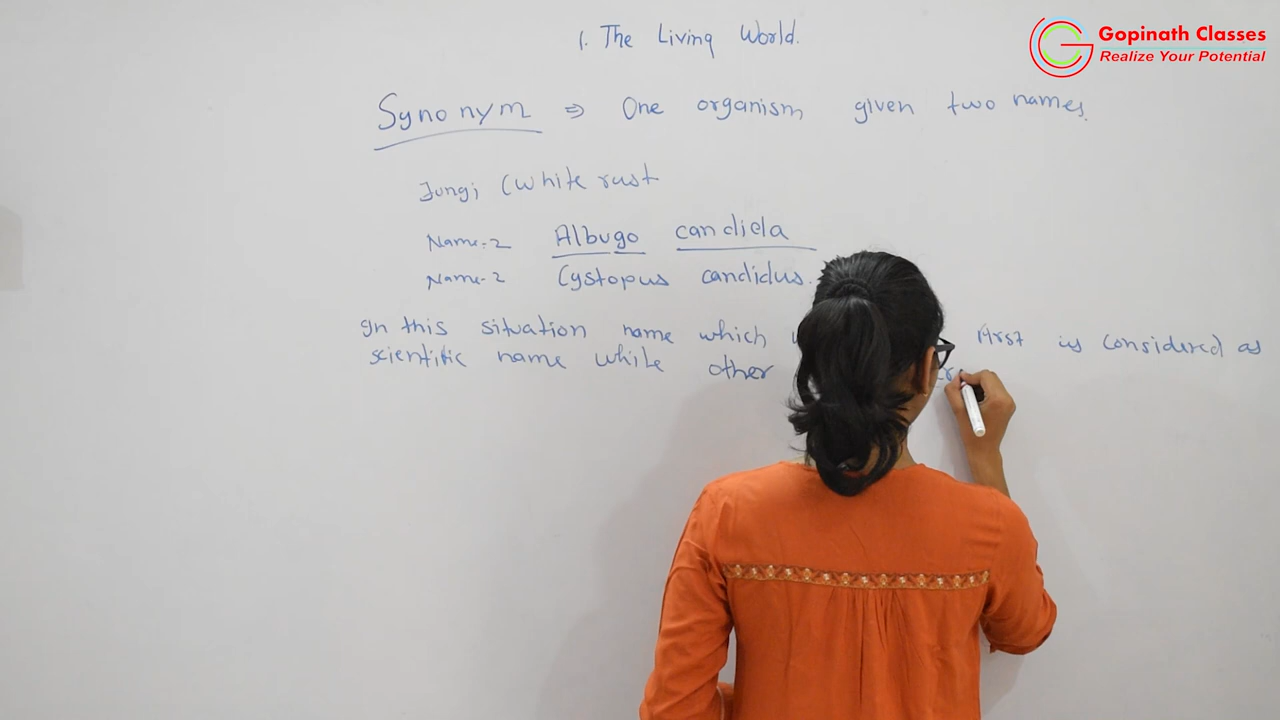 1. The Living World.
Gopinath Classes
Realize Your Potential
Synonym ⇒ One organism given two names.
Fungi (White rust
Name-2 Albugo candida
Name-2 Cystopus candidus.
In this situation name which first is considered as
scientific name while other